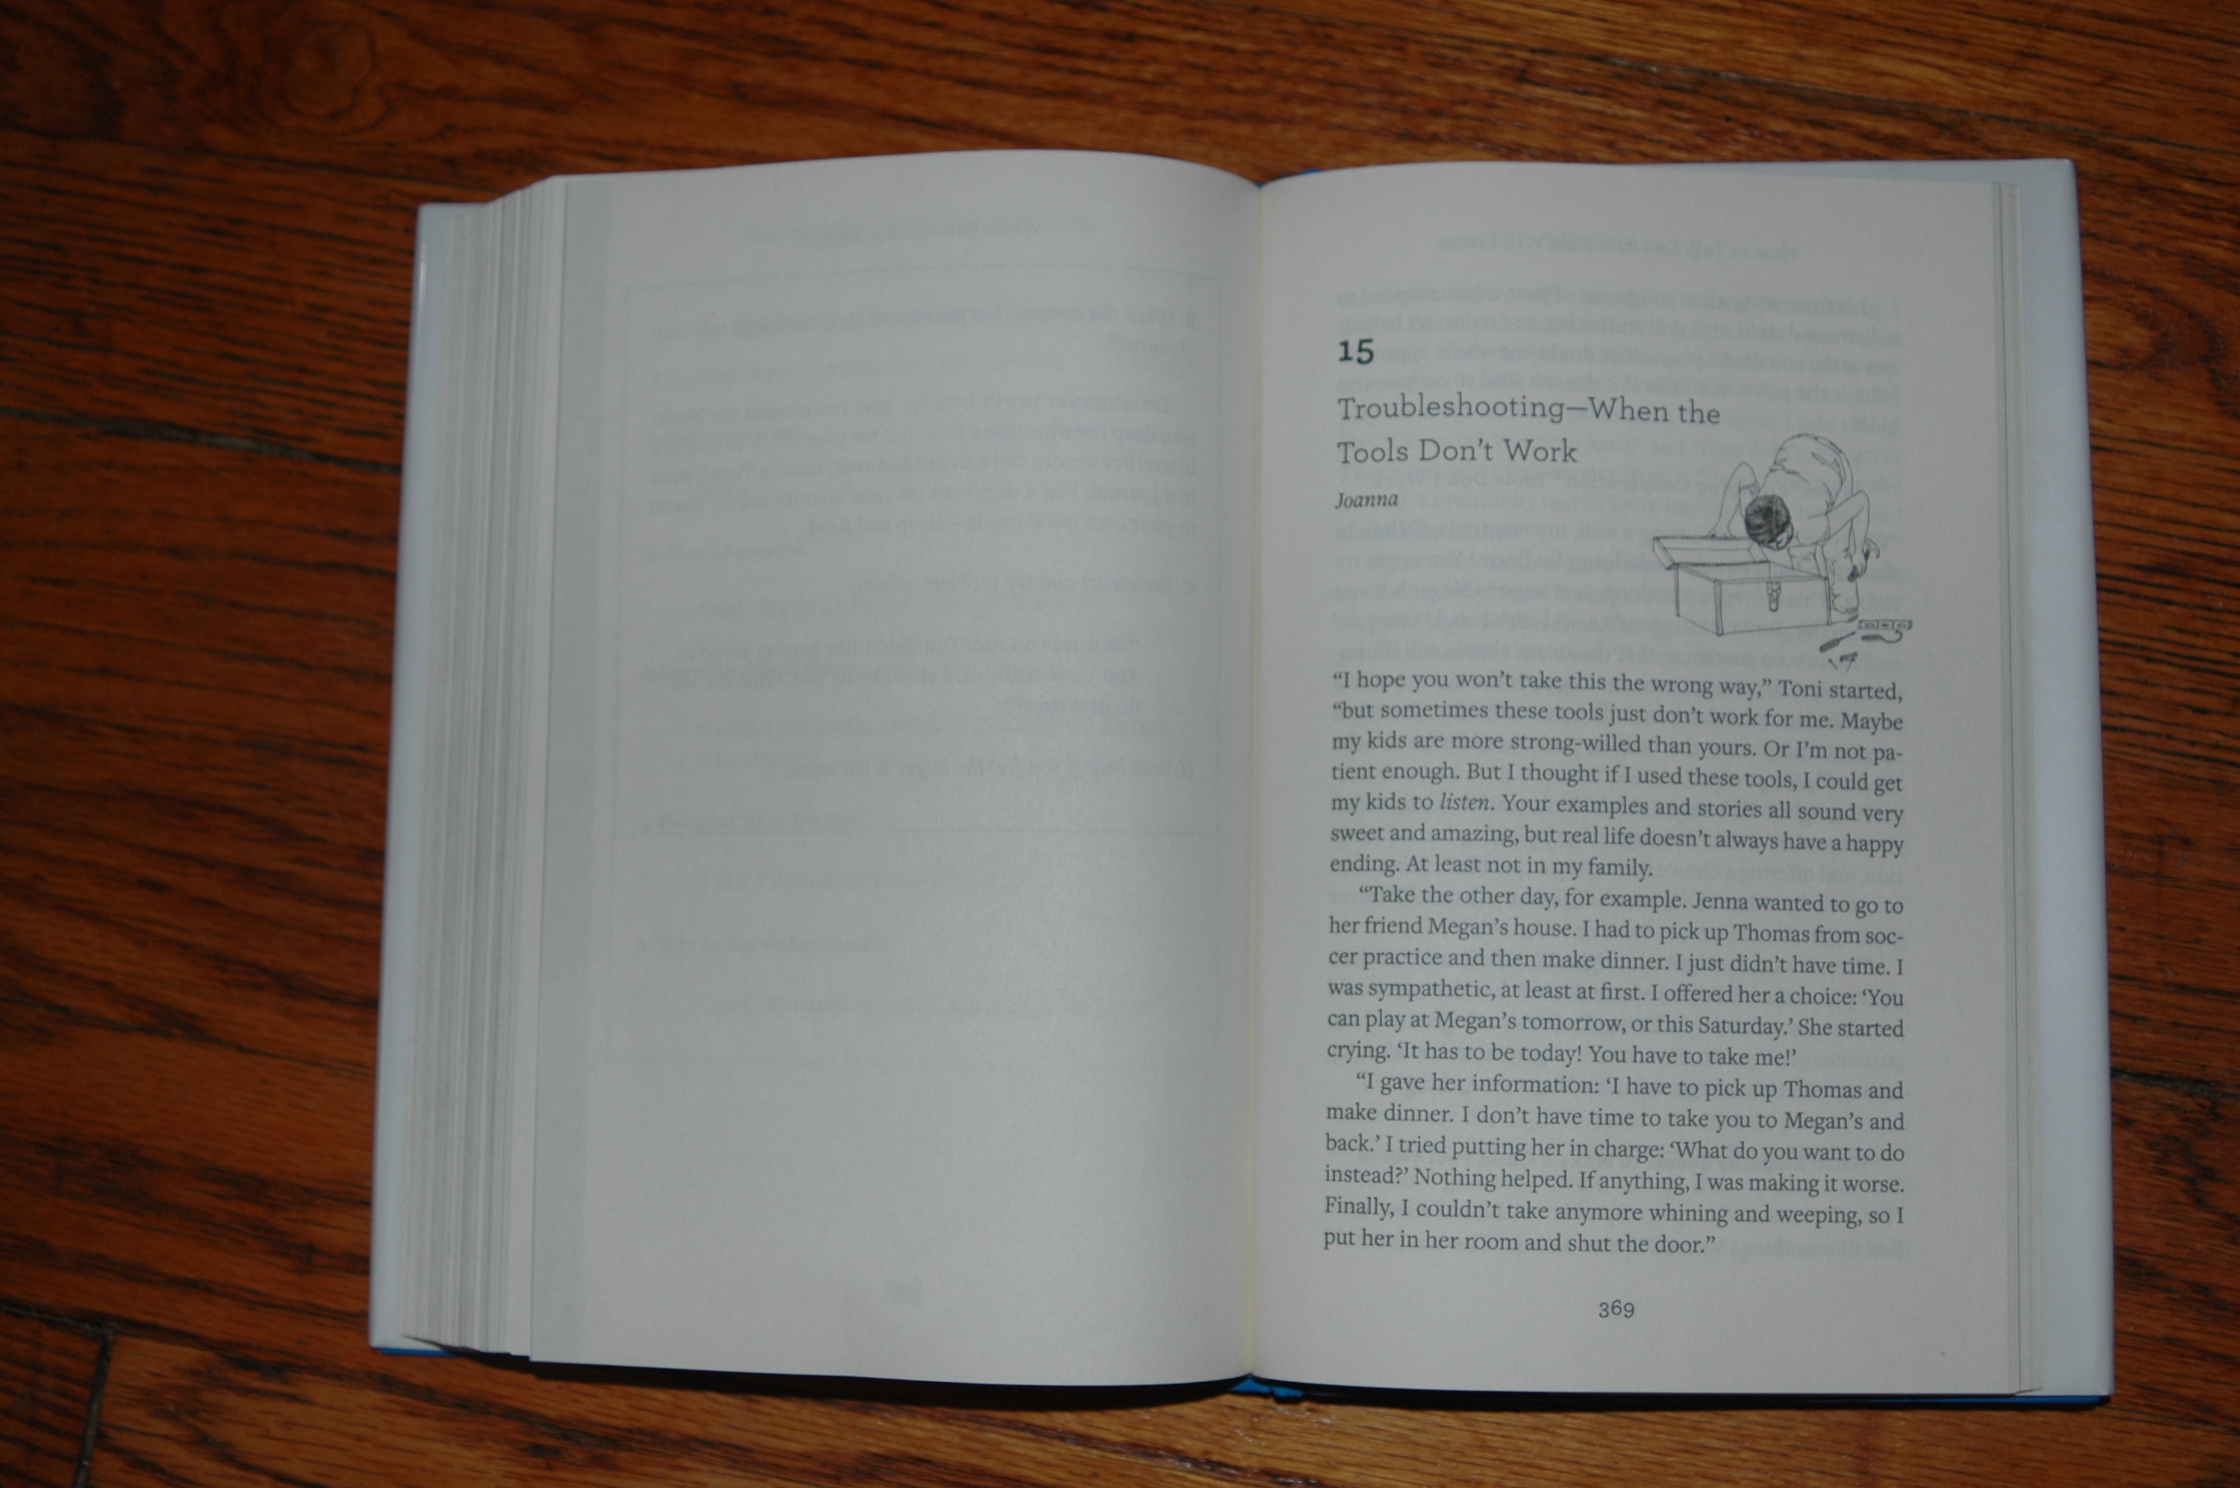 15
Troubleshooting—When the
Tools Don't Work
Joanna
“I hope you won't take this the wrong way,” Toni started,
“but sometimes these tools just don't work for me. Maybe
my kids are more strong-willed than yours. Or I'm not pa-
tient enough. But I thought if I used these tools, I could get
my kids to listen. Your examples and stories all sound very
sweet and amazing, but real life doesn't always have a happy
ending. At least not in my family.
“Take the other day, for example. Jenna wanted to go to
her friend Megan's house. I had to pick up Thomas from soc-
cer practice and then make dinner. I just didn't have time. I
was sympathetic, at least at first. I offered her a choice: ‘You
can play at Megan's tomorrow, or this Saturday.’ She started
crying. ‘It has to be today! You have to take me!’
“I gave her information: ‘I have to pick up Thomas and
make dinner. I don't have time to take you to Megan's and
back.’ I tried putting her in charge: ‘What do you want to do
instead?’ Nothing helped. If anything, I was making it worse.
Finally, I couldn't take anymore whining and weeping, so I
put her in her room and shut the door.”
369